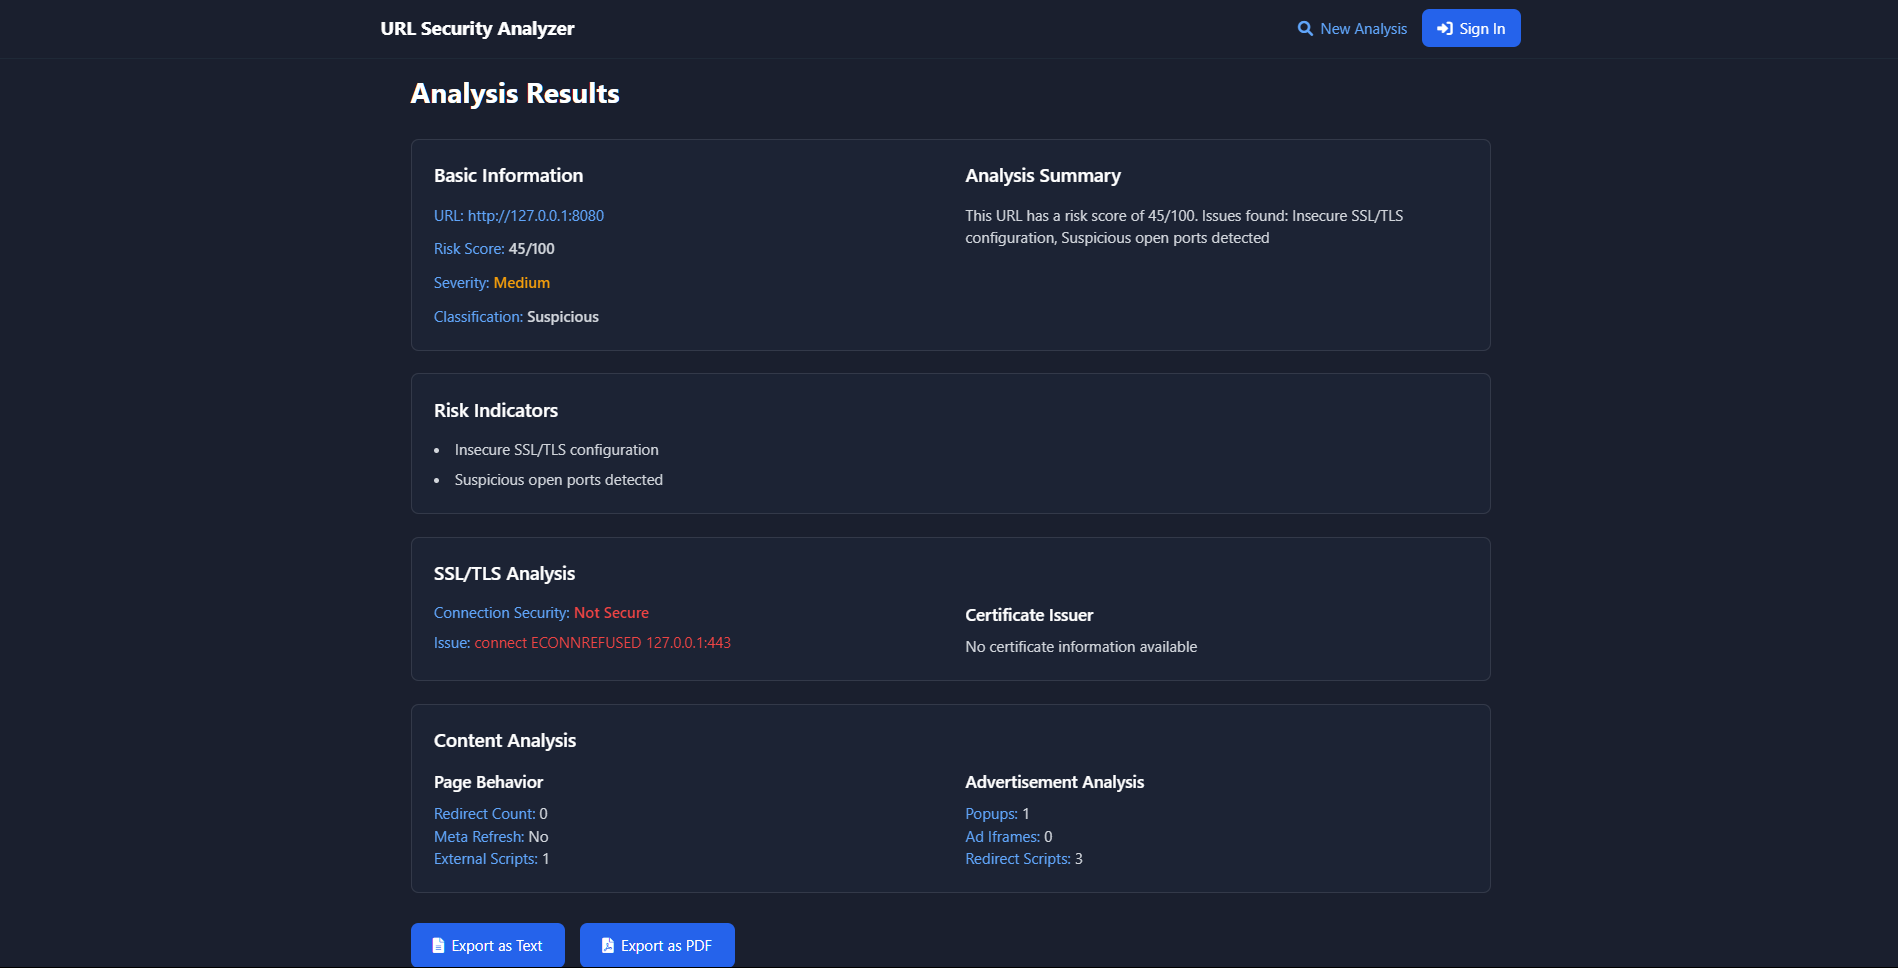 URL Security Analyzer
New Analysis
Sign In
Analysis Results
Basic Information
URL: http://127.0.0.1:8080
Risk Score: 45/100
Severity: Medium
Classification: Suspicious
Analysis Summary
This URL has a risk score of 45/100. Issues found: Insecure SSL/TLS
configuration, Suspicious open ports detected
Risk Indicators
• Insecure SSL/TLS configuration
• Suspicious open ports detected
SSL/TLS Analysis
Connection Security: Not Secure
Issue: connect ECONNREFUSED 127.0.0.1:443
Certificate Issuer
No certificate information available
Content Analysis
Page Behavior
Redirect Count: 0
Meta Refresh: No
External Scripts: 1
Advertisement Analysis
Popups: 1
Ad Iframes: 0
Redirect Scripts: 3
Export as Text
Export as PDF